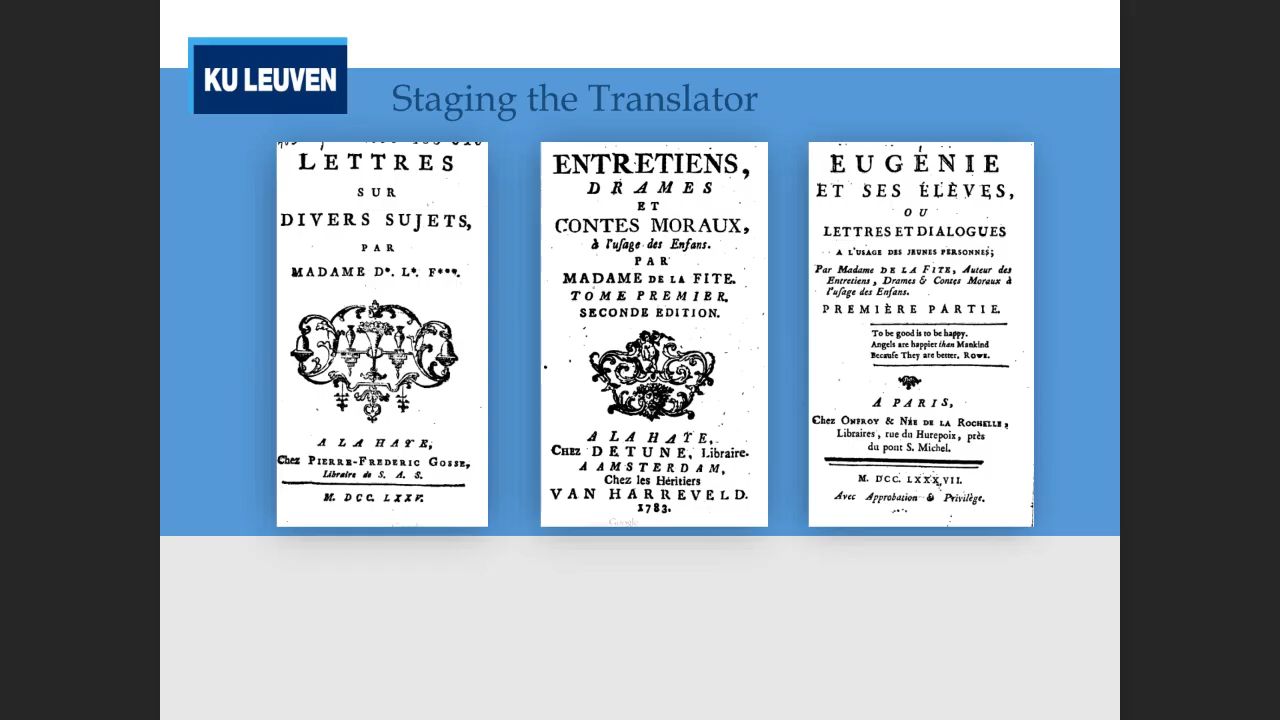 KU LEUVEN
Staging the Translator
LETTRES
SUR
DIVERS SUJETS,
PAR
MADAME D*. L*. F***.
A LA HAYE,
Chez PIERRE-FREDERIC GOSSE,
Libraire de S. A. S.
M. DCC. LXXV.
ENTRETIENS,
DRAMES
ET
CONTES MORAUX,
à l'uſage des Enfans.
PAR
MADAME DE LA FITE.
TOME PREMIER.
SECONDE EDITION.
A LA HAYE,
CHEZ DETUNE, Libraire.
A AMSTERDAM,
Chez les Héritiers
VAN HARREVELD.
1783.
Google
EUGÉNIE
ET SES ÉLÈVES,
OU
LETTRES ET DIALOGUES
A L'USAGE DES JEUNES PERSONNES;
Par Madame DE LA FITE, Auteur des
Entretiens, Drames & Contes Moraux à
l'uſage des Enfans.
PREMIÈRE PARTIE.
To be good is to be happy.
Angels are happier than Mankind
Becauſe They are better. ROWE.
A PARIS,
Chez ONFROY & NÉE DE LA ROCHELLE,
Libraires, rue du Hurepoix, près
du pont S. Michel.
M. DCC. LXXXVII.
Avec Approbation & Privilège.